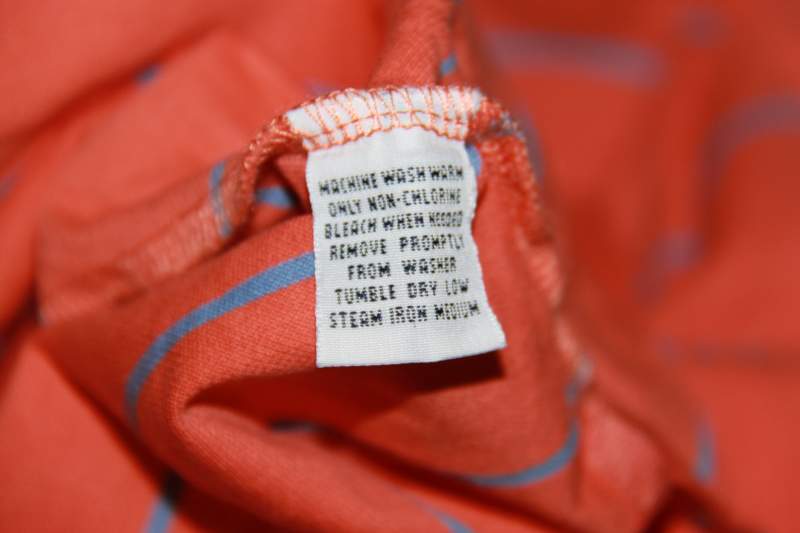 MACHINE WASH WARM
ONLY NON-CHLORINE
BLEACH WHEN NEEDED
REMOVE PROMPTLY
FROM WASHER
TUMBLE DRY LOW
STEAM IRON MEDIUM